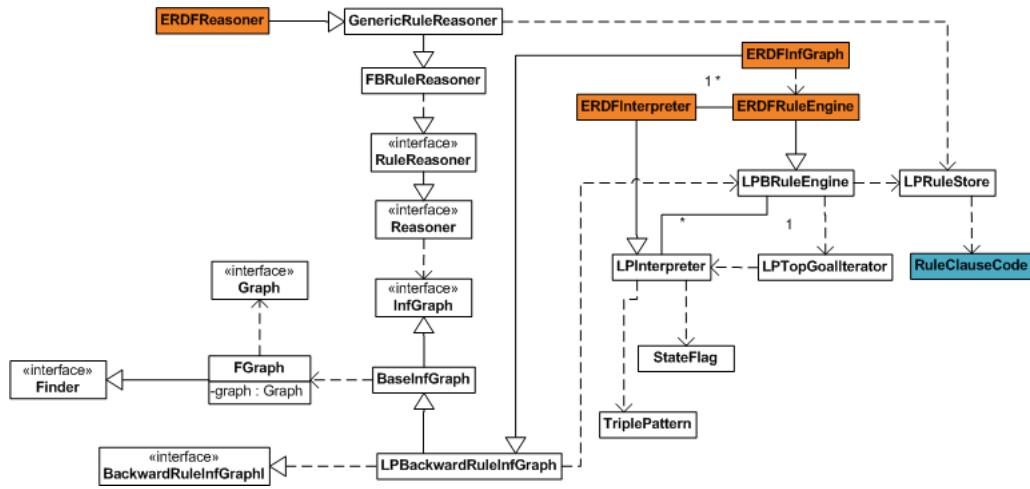 ERDFReasoner
GenericRuleReasoner
ERDFInfGraph
FBRuleReasoner
1 *
ERDFInterpreter
ERDFRuleEngine
«interface»
RuleReasoner
LPBRuleEngine
LPRuleStore
«interface»
Reasoner
*
1
«interface»
Graph
LPInterpreter
LPTopGoalIterator
RuleClauseCode
«interface»
InfGraph
StateFlag
«interface»
Finder
FGraph
-graph : Graph
BaseInfGraph
TriplePattern
«interface»
BackwardRuleInfGraphI
LPBackwardRuleInfGraph